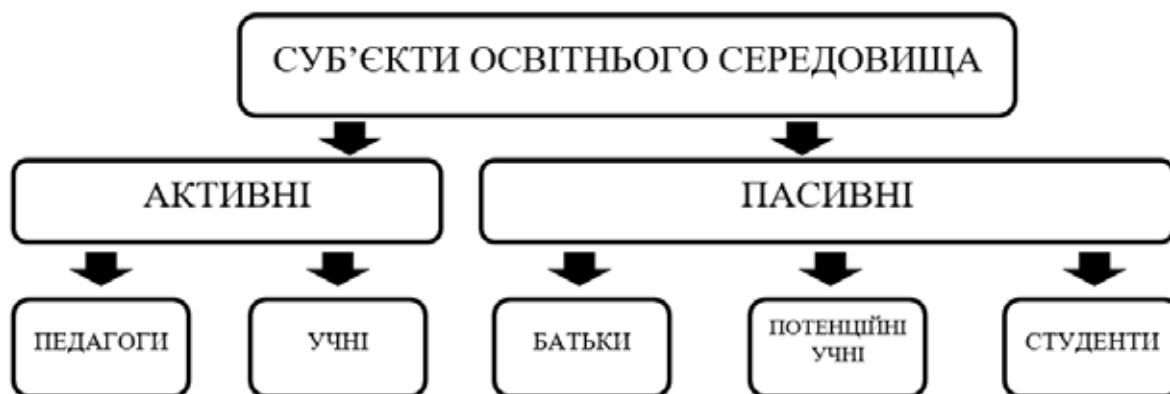 СУБ’ЄКТИ ОСВІТНЬОГО СЕРЕДОВИЩА
АКТИВНІ
ПАСИВНІ
ПЕДАГОГИ
УЧНІ
БАТЬКИ
ПОТЕНЦІЙНІ
УЧНІ
СТУДЕНТИ